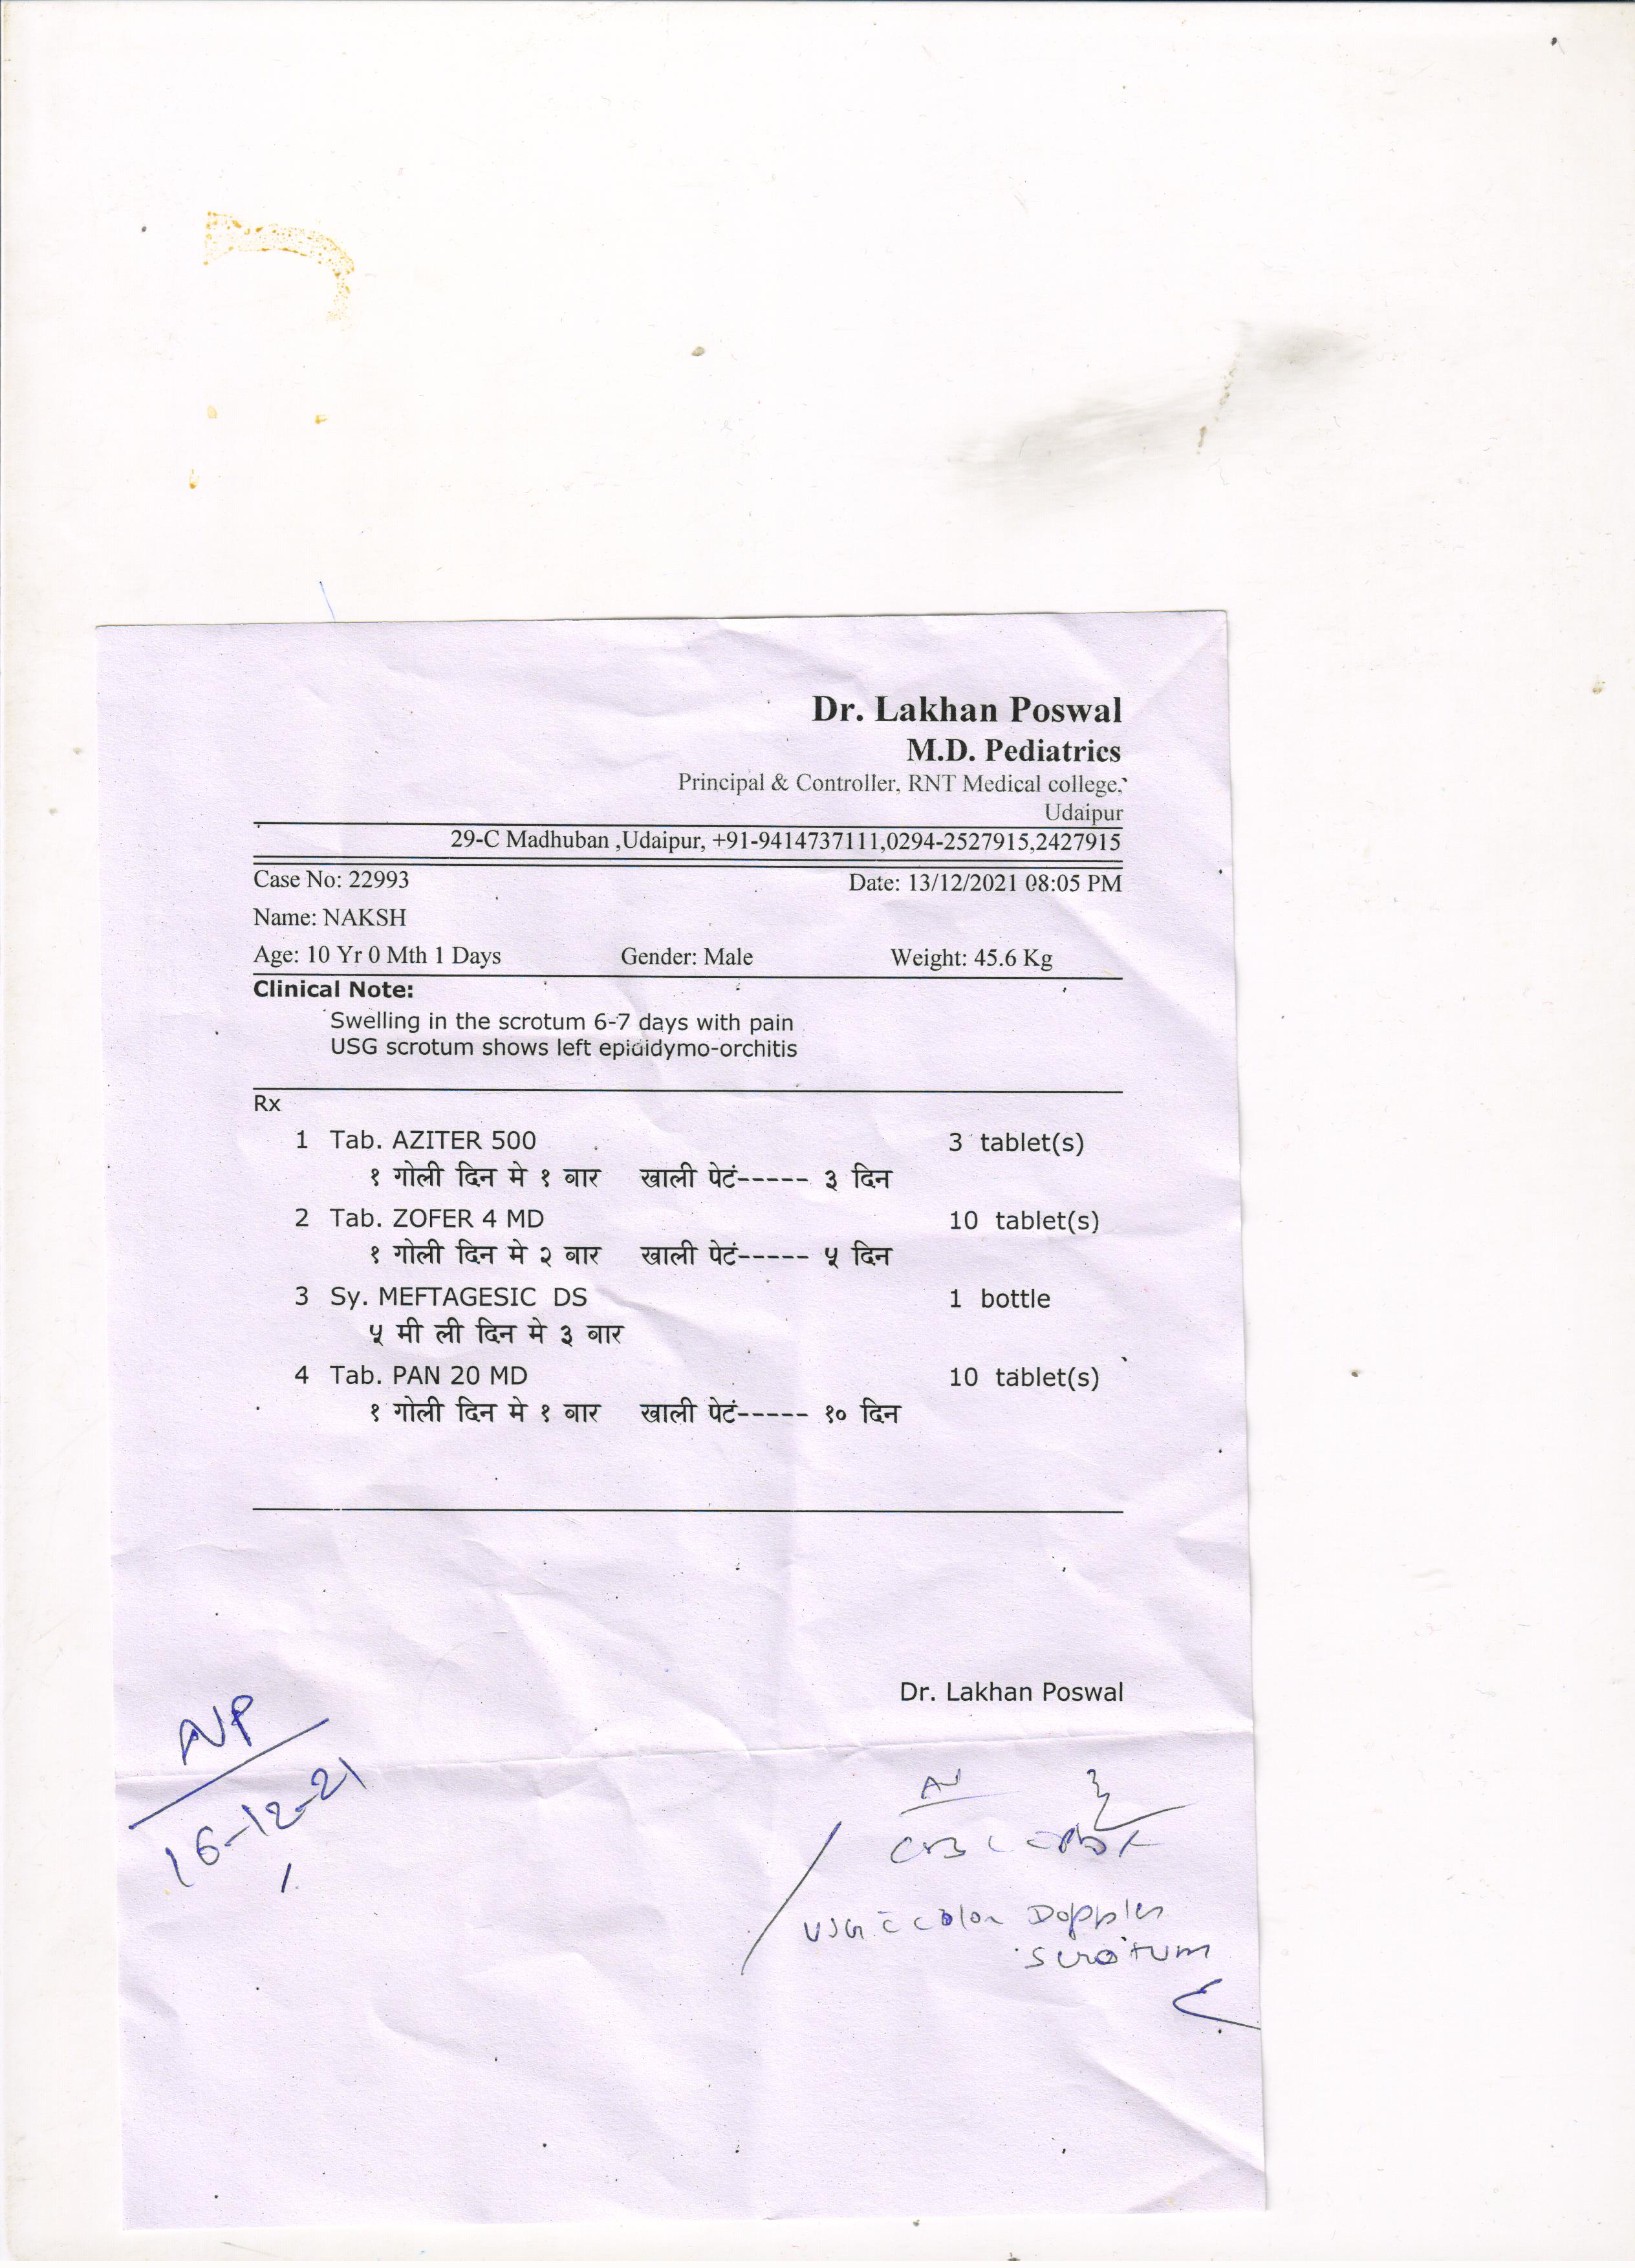 Dr. Lakhan Poswal
M.D. Pediatrics
Principal & Controller, RNT Medical college,
Udaipur
29-C Madhuban ,Udaipur, +91-9414737111,0294-2527915,2427915
Case No: 22993 Date: 13/12/2021 08:05 PM
Name: NAKSH
Age: 10 Yr 0 Mth 1 Days Gender: Male Weight: 45.6 Kg
Clinical Note:
Swelling in the scrotum 6-7 days with pain
USG scrotum shows left epididymo-orchitis
Rx
1 Tab. AZITER 500 3 tablet(s)
१ गोली दिन मे १ बार खाली पेटं----- ३ दिन
2 Tab. ZOFER 4 MD 10 tablet(s)
१ गोली दिन मे २ बार खाली पेटं----- ५ दिन
3 Sy. MEFTAGESIC DS 1 bottle
५ मी ली दिन मे ३ बार
4 Tab. PAN 20 MD 10 tablet(s)
१ गोली दिन मे १ बार खाली पेटं----- १० दिन
Dr. Lakhan Poswal
16-12-21
CBC
USG c̄ color Doppler
scrotum